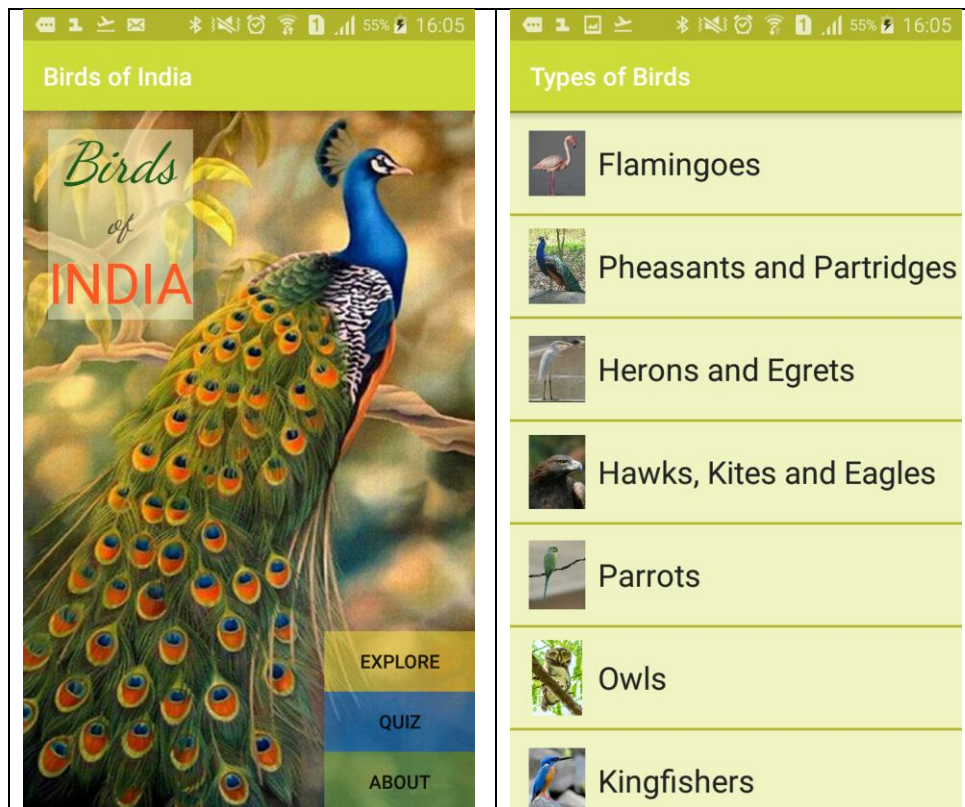 55% 16:05
Birds of India
Birds
of
INDIA
EXPLORE
QUIZ
ABOUT
1 55% 16:05
Types of Birds
Flamingoes
Pheasants and Partridges
Herons and Egrets
Hawks, Kites and Eagles
Parrots
Owls
Kingfishers